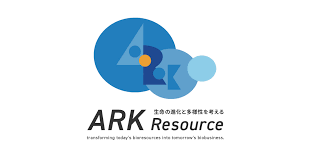 ARK
生命の進化と多様性を考える
ARK Resource
transforming today's bioresources into tomorrow's biobusiness.